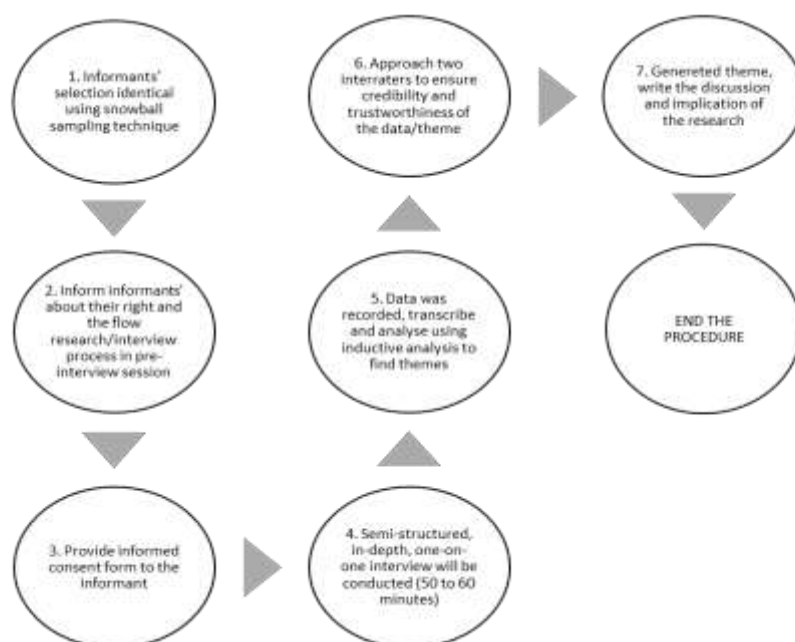 1. Informants'
selection identical
using snowball
sampling technique
2. Inform informants'
about their right and
the flow
research/interview
process in pre-
interview session
3. Provide informed
consent form to the
informant
4. Semi-structured,
in-depth, one-on-
one interview will be
conducted (50 to 60
minutes)
5. Data was
recorded, transcribe
and analyse using
inductive analysis to
find themes
6. Approach two
interraters to ensure
credibility and
trustworthiness of
the data/theme
7. Genereted theme,
write the discussion
and implication of
the research
END THE
PROCEDURE